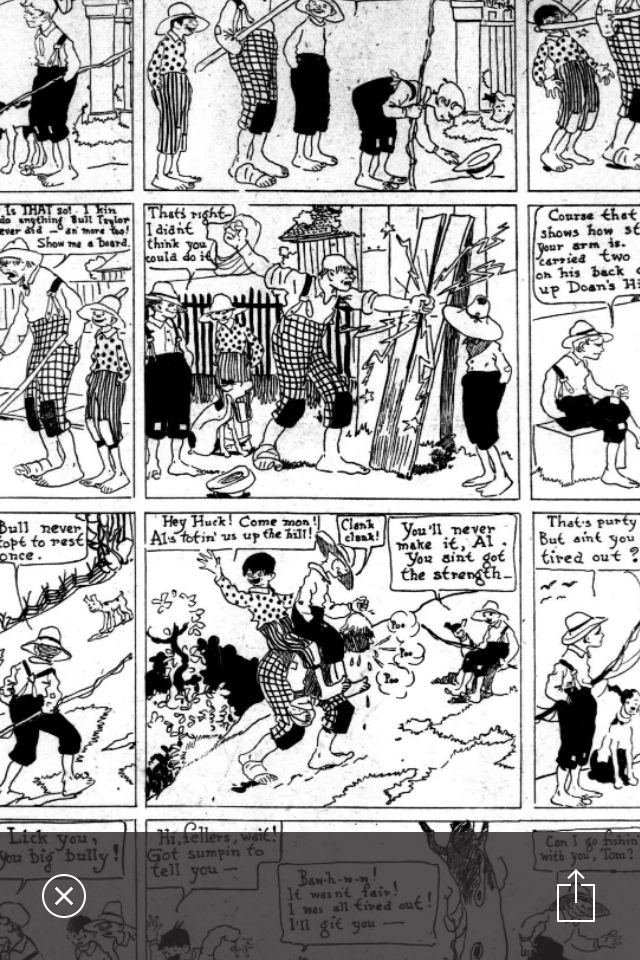 Is THAT so! I kin
do anything Bull Taylor
ever did — an' more too!
Show me a board.
That's right—
I didn't
think you
could do it
Course that
shows how st
your arm is.
carried two
on his back
up Doan's Hi
Bull never
topt to rest
once.
Hey Huck! Come mon!
Al's totin' us up the hill!
Clank
clank!
You'll never
make it, Al.
You aint got
the strength—
Poo
Poo
Poo
That's purty
But aint you
tired out?
Lick you,
you big bully!
Hi, fellers, wait!
Got sumpin to
tell you —
Baw-h-w-n!
It wasn't fair!
I was all tired out!
I'll git you —
Can I go fishin'
with you, Tom?